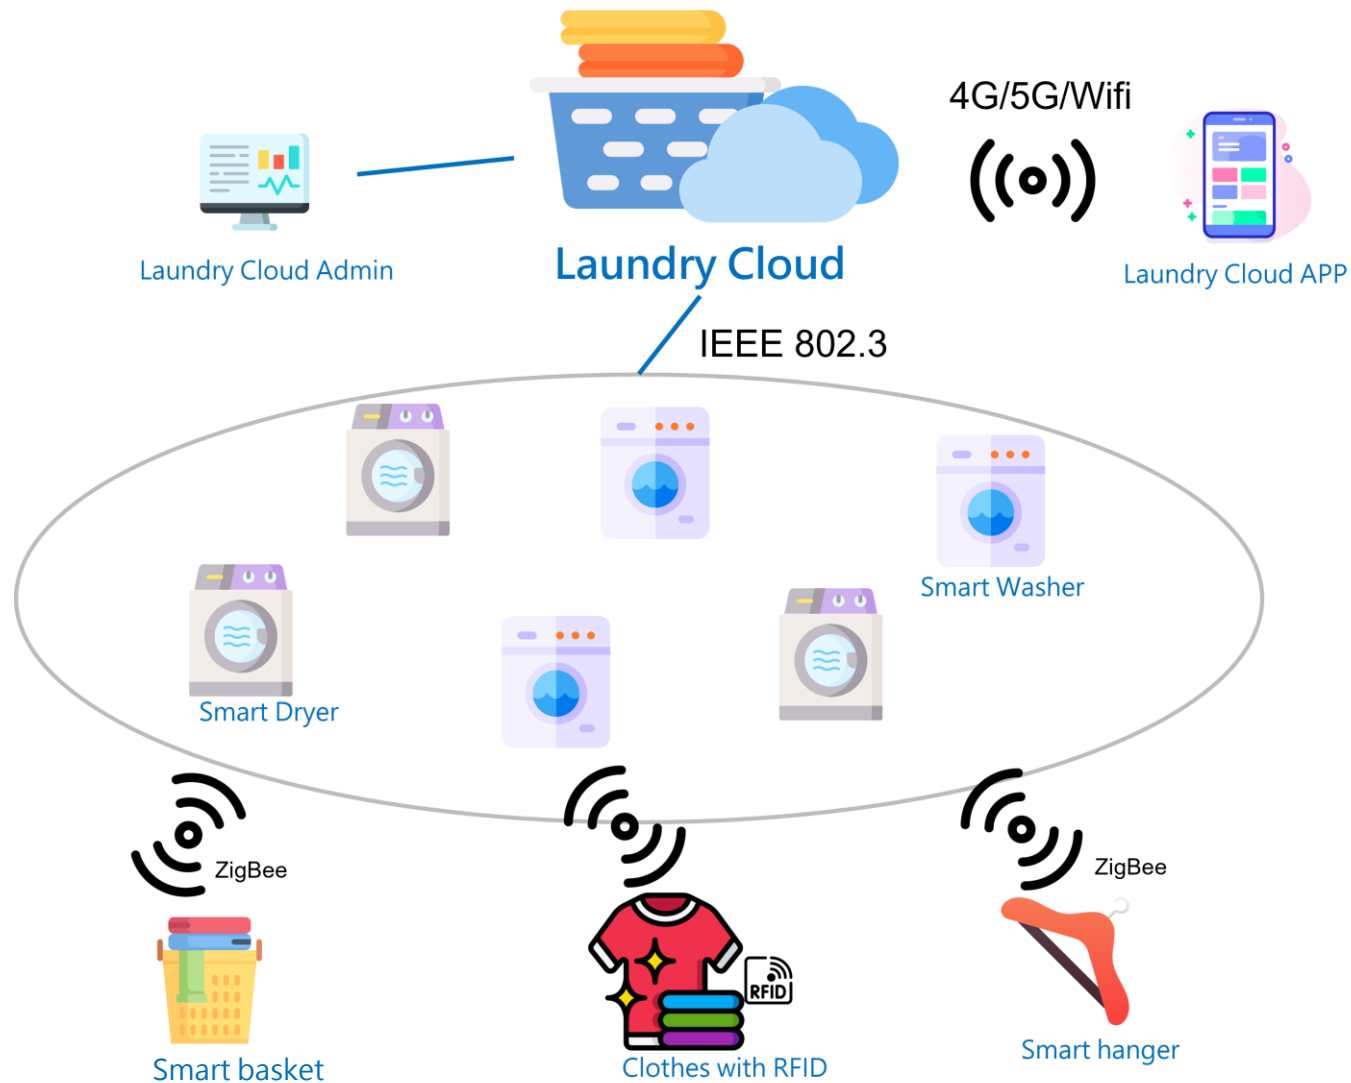 4G/5G/Wifi
Laundry Cloud Admin
Laundry Cloud
Laundry Cloud APP
IEEE 802.3
Smart Washer
Smart Dryer
ZigBee
ZigBee
RFID
Smart basket
Clothes with RFID
Smart hanger